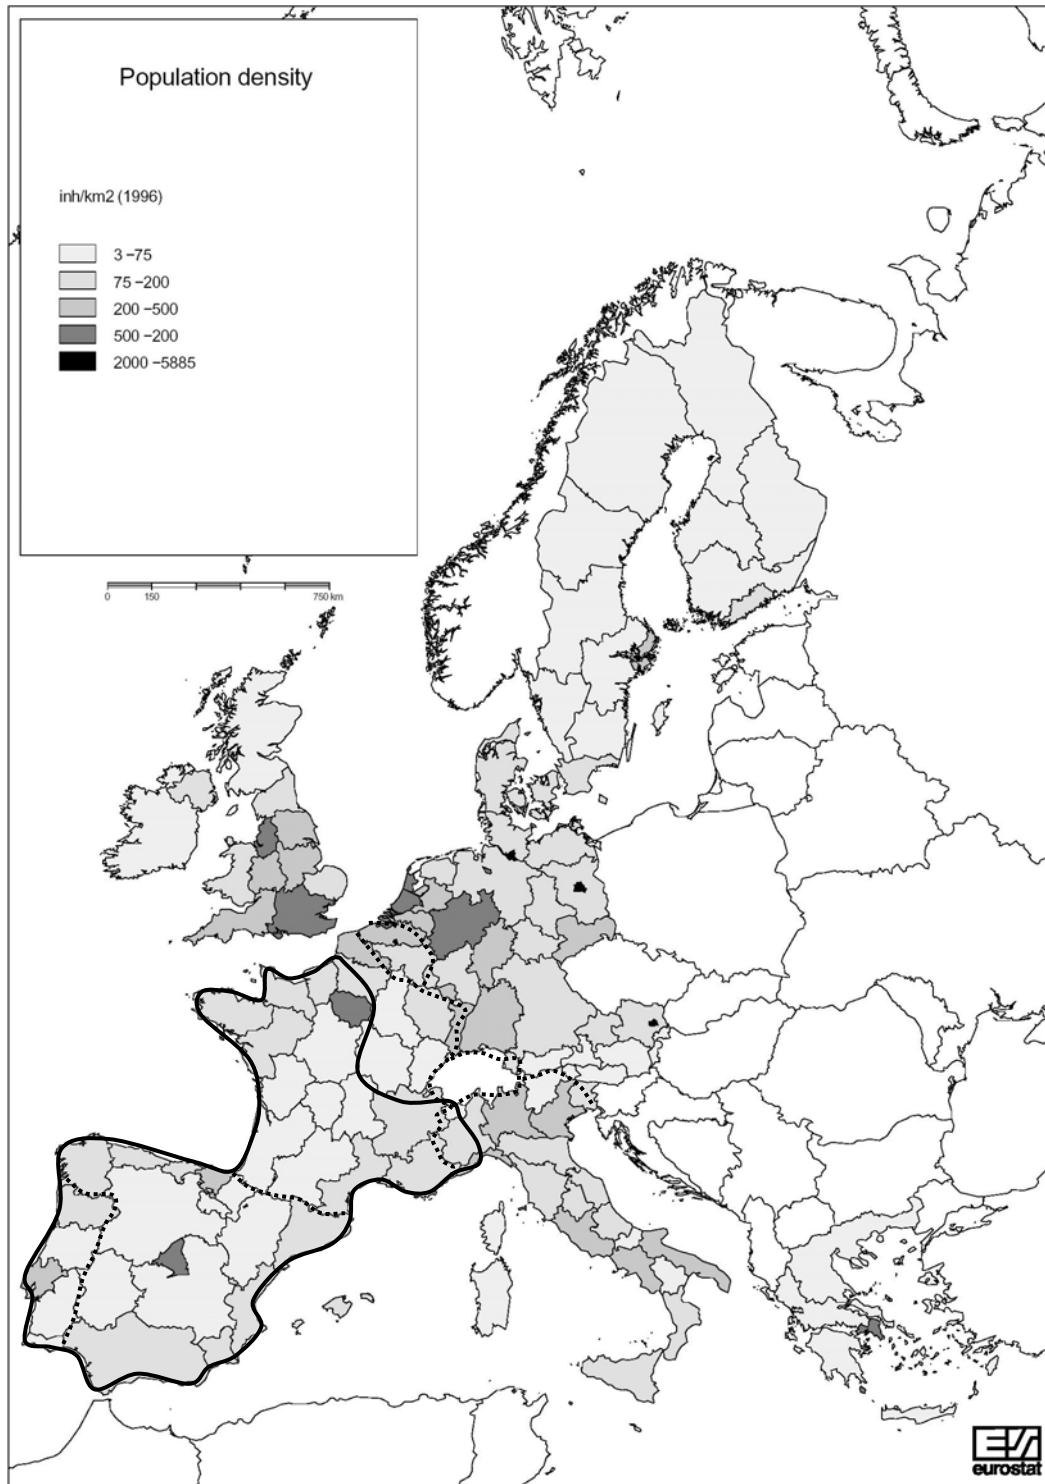 Population density
inh/km2 (1996)
3 –75
75 –200
200 –500
500 –200
2000 –5885
0 150 750 km
eurostat